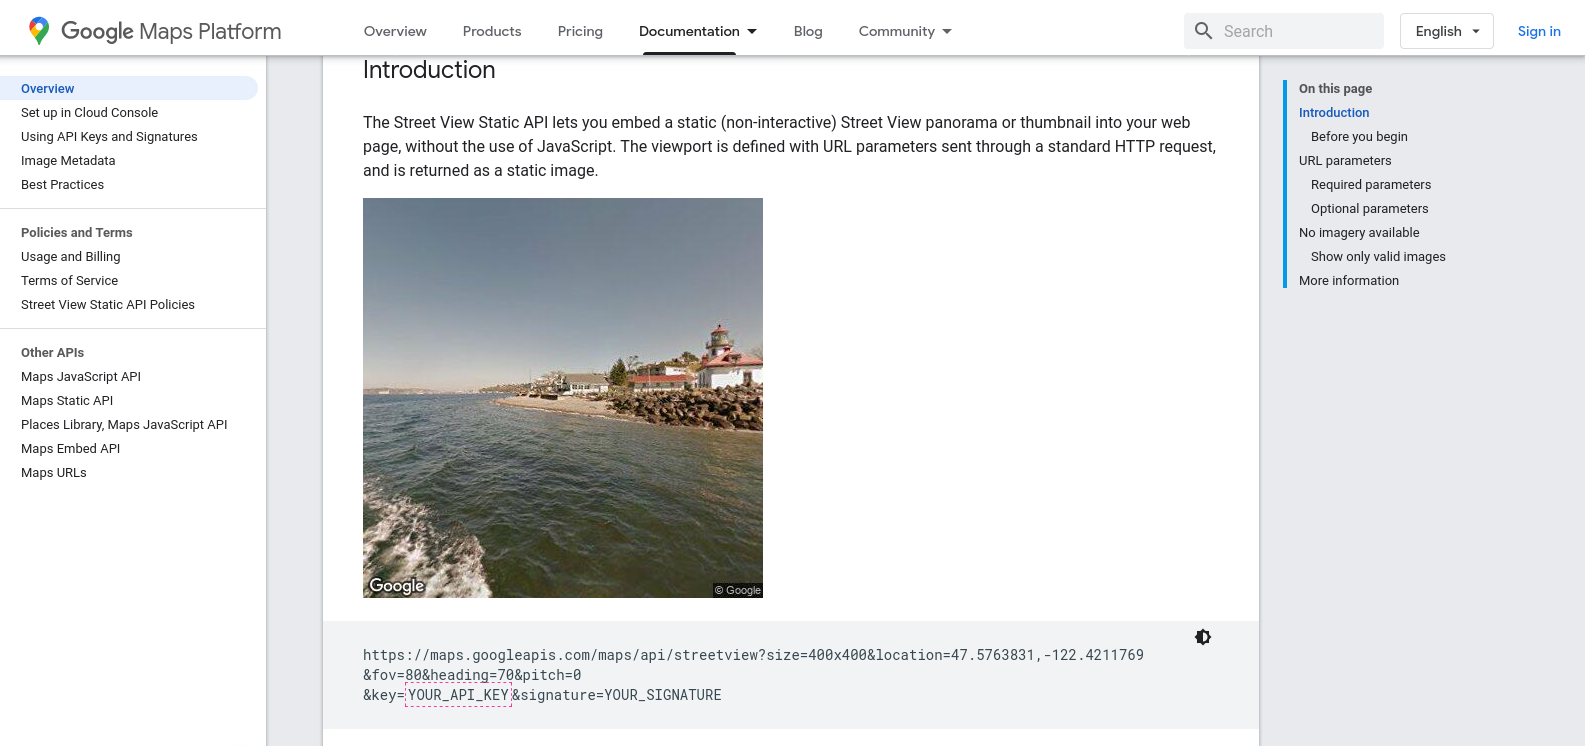 Google Maps Platform
Overview
Products
Pricing
Documentation
Blog
Community
Search
English
Sign in
Overview
Set up in Cloud Console
Using API Keys and Signatures
Image Metadata
Best Practices
Policies and Terms
Usage and Billing
Terms of Service
Street View Static API Policies
Other APIs
Maps JavaScript API
Maps Static API
Places Library, Maps JavaScript API
Maps Embed API
Maps URLs
Introduction
The Street View Static API lets you embed a static (non-interactive) Street View panorama or thumbnail into your web
page, without the use of JavaScript. The viewport is defined with URL parameters sent through a standard HTTP request,
and is returned as a static image.
Google
© Google
https://maps.googleapis.com/maps/api/streetview?size=400x400&location=47.5763831,-122.4211769
&fov=80&heading=70&pitch=0
&key=YOUR_API_KEY&signature=YOUR_SIGNATURE
On this page
Introduction
Before you begin
URL parameters
Required parameters
Optional parameters
No imagery available
Show only valid images
More information